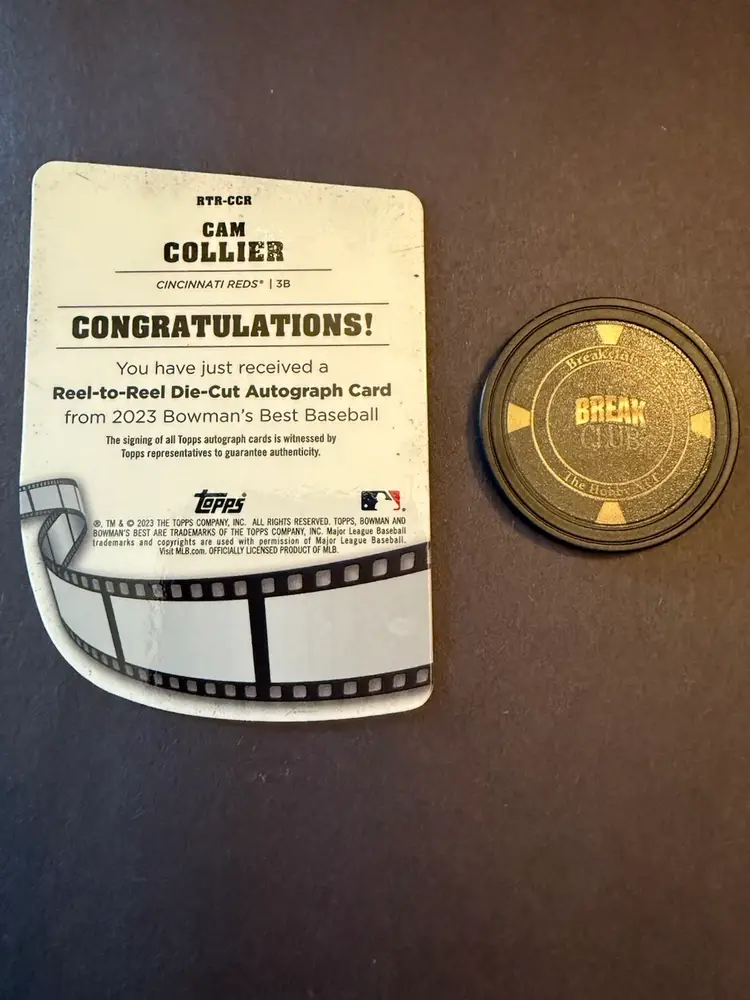 RTR-CCR
CAM
COLLIER
CINCINNATI REDS® | 3B
CONGRATULATIONS!
You have just received a
Reel-to-Reel Die-Cut Autograph Card
from 2023 Bowman's Best Baseball
The signing of all Topps autograph cards is witnessed by
Topps representatives to guarantee authenticity.
Topps®
®, TM & © 2023 THE TOPPS COMPANY, INC. ALL RIGHTS RESERVED. TOPPS, BOWMAN AND
BOWMAN'S BEST ARE TRADEMARKS OF THE TOPPS COMPANY, INC. Major League Baseball
trademarks and copyrights are used with permission of Major League Baseball.
Visit MLB.com. OFFICIALLY LICENSED PRODUCT OF MLB.
BREAK
CLUB
The